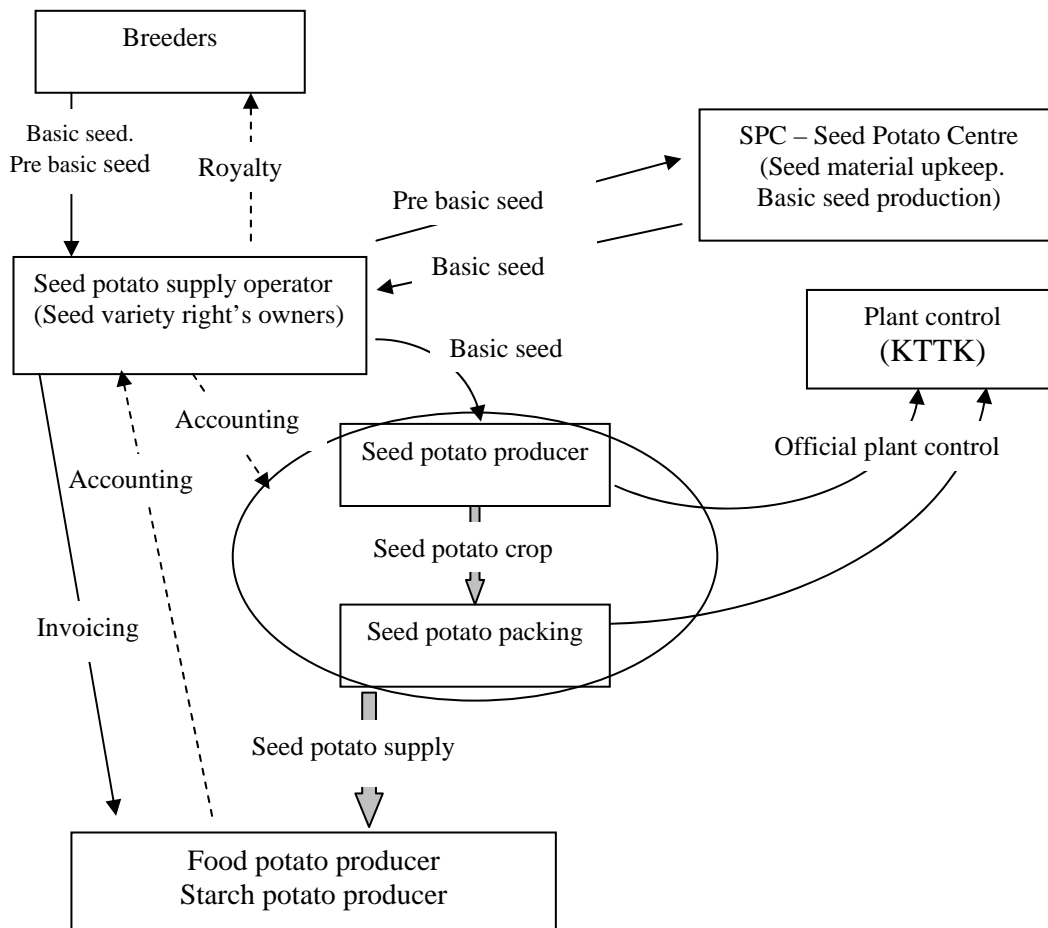 Breeders
Basic seed.
Pre basic seed
Royalty
SPC – Seed Potato Centre
(Seed material upkeep.
Basic seed production)
Pre basic seed
Basic seed
Seed potato supply operator
(Seed variety right’s owners)
Plant control
(KTTK)
Basic seed
Accounting
Seed potato producer
Official plant control
Accounting
Seed potato crop
Invoicing
Seed potato packing
Seed potato supply
Food potato producer
Starch potato producer